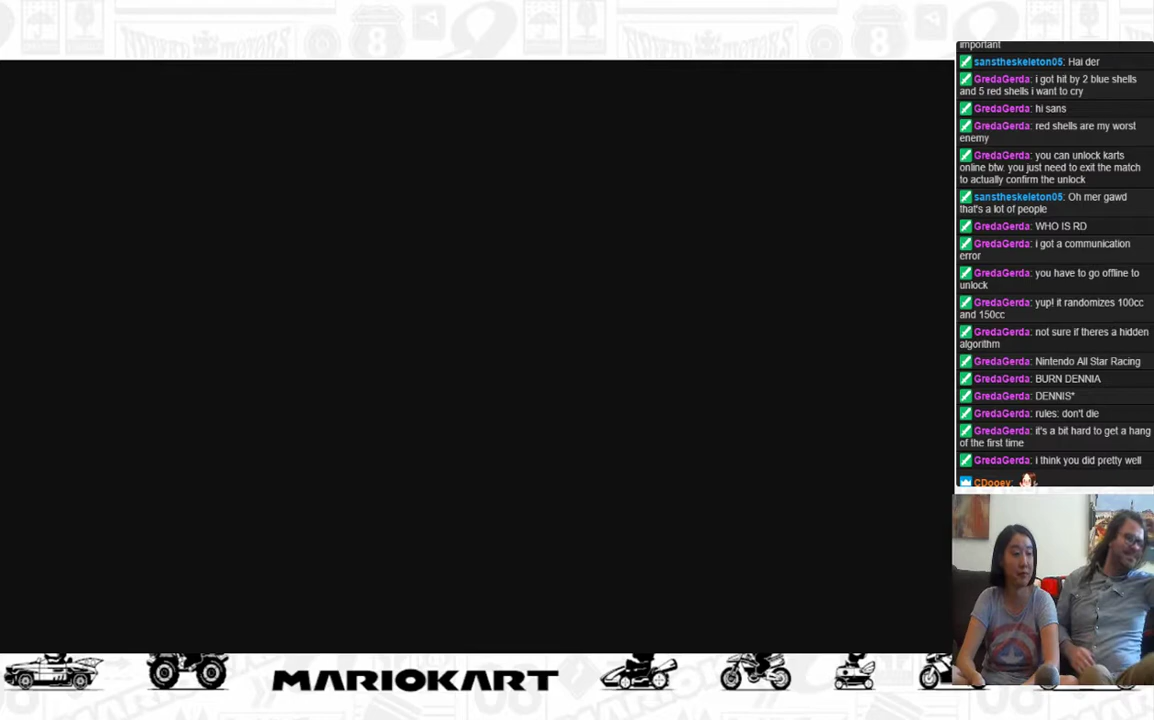 important
sanstheskeleton05: Hai der
GredaGerda: i got hit by 2 blue shells
and 5 red shells i want to cry
GredaGerda: hi sans
GredaGerda: red shells are my worst
enemy
GredaGerda: you can unlock karts
online btw. you just need to exit the match
to actually confirm the unlock
sanstheskeleton05: Oh mer gawd
that's a lot of people
GredaGerda: WHO IS RD
GredaGerda: i got a communication
error
GredaGerda: you have to go offline to
unlock
GredaGerda: yup! it randomizes 100cc
and 150cc
GredaGerda: not sure if theres a hidden
algorithm
GredaGerda: Nintendo All Star Racing
GredaGerda: BURN DENNIA
GredaGerda: DENNIS*
GredaGerda: rules: don't die
GredaGerda: it's a bit hard to get a hang
of the first time
GredaGerda: i think you did pretty well
CDooey:
MARIOKART